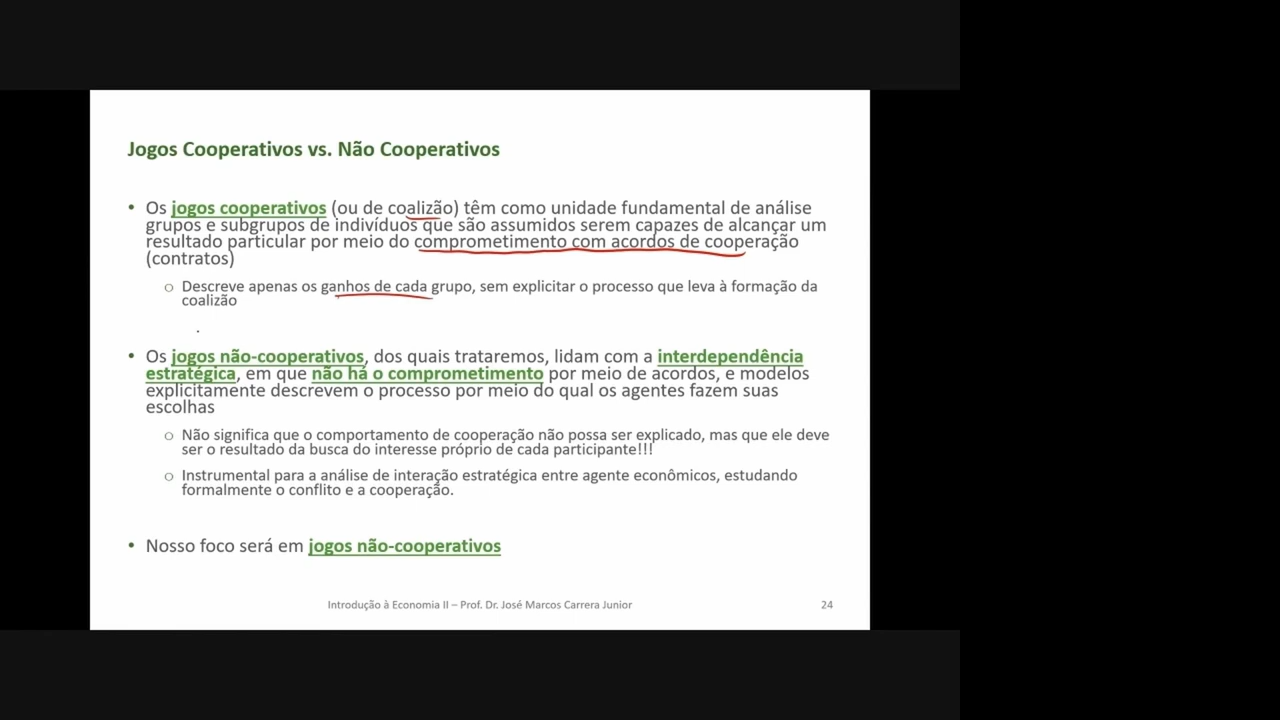 Jogos Cooperativos vs. Não Cooperativos
• Os jogos cooperativos (ou de coalizão) têm como unidade fundamental de análise
grupos e subgrupos de indivíduos que são assumidos serem capazes de alcançar um
resultado particular por meio do comprometimento com acordos de cooperação
(contratos)
o Descreve apenas os ganhos de cada grupo, sem explicitar o processo que leva à formação da
coalizão
• Os jogos não-cooperativos, dos quais trataremos, lidam com a interdependência
estratégica, em que não há o comprometimento por meio de acordos, e modelos
explicitamente descrevem o processo por meio do qual os agentes fazem suas
escolhas
o Não significa que o comportamento de cooperação não possa ser explicado, mas que ele deve
ser o resultado da busca do interesse próprio de cada participante!!!
o Instrumental para a análise de interação estratégica entre agente econômicos, estudando
formalmente o conflito e a cooperação.
• Nosso foco será em jogos não-cooperativos
Introdução à Economia II – Prof. Dr. José Marcos Carrera Junior 24